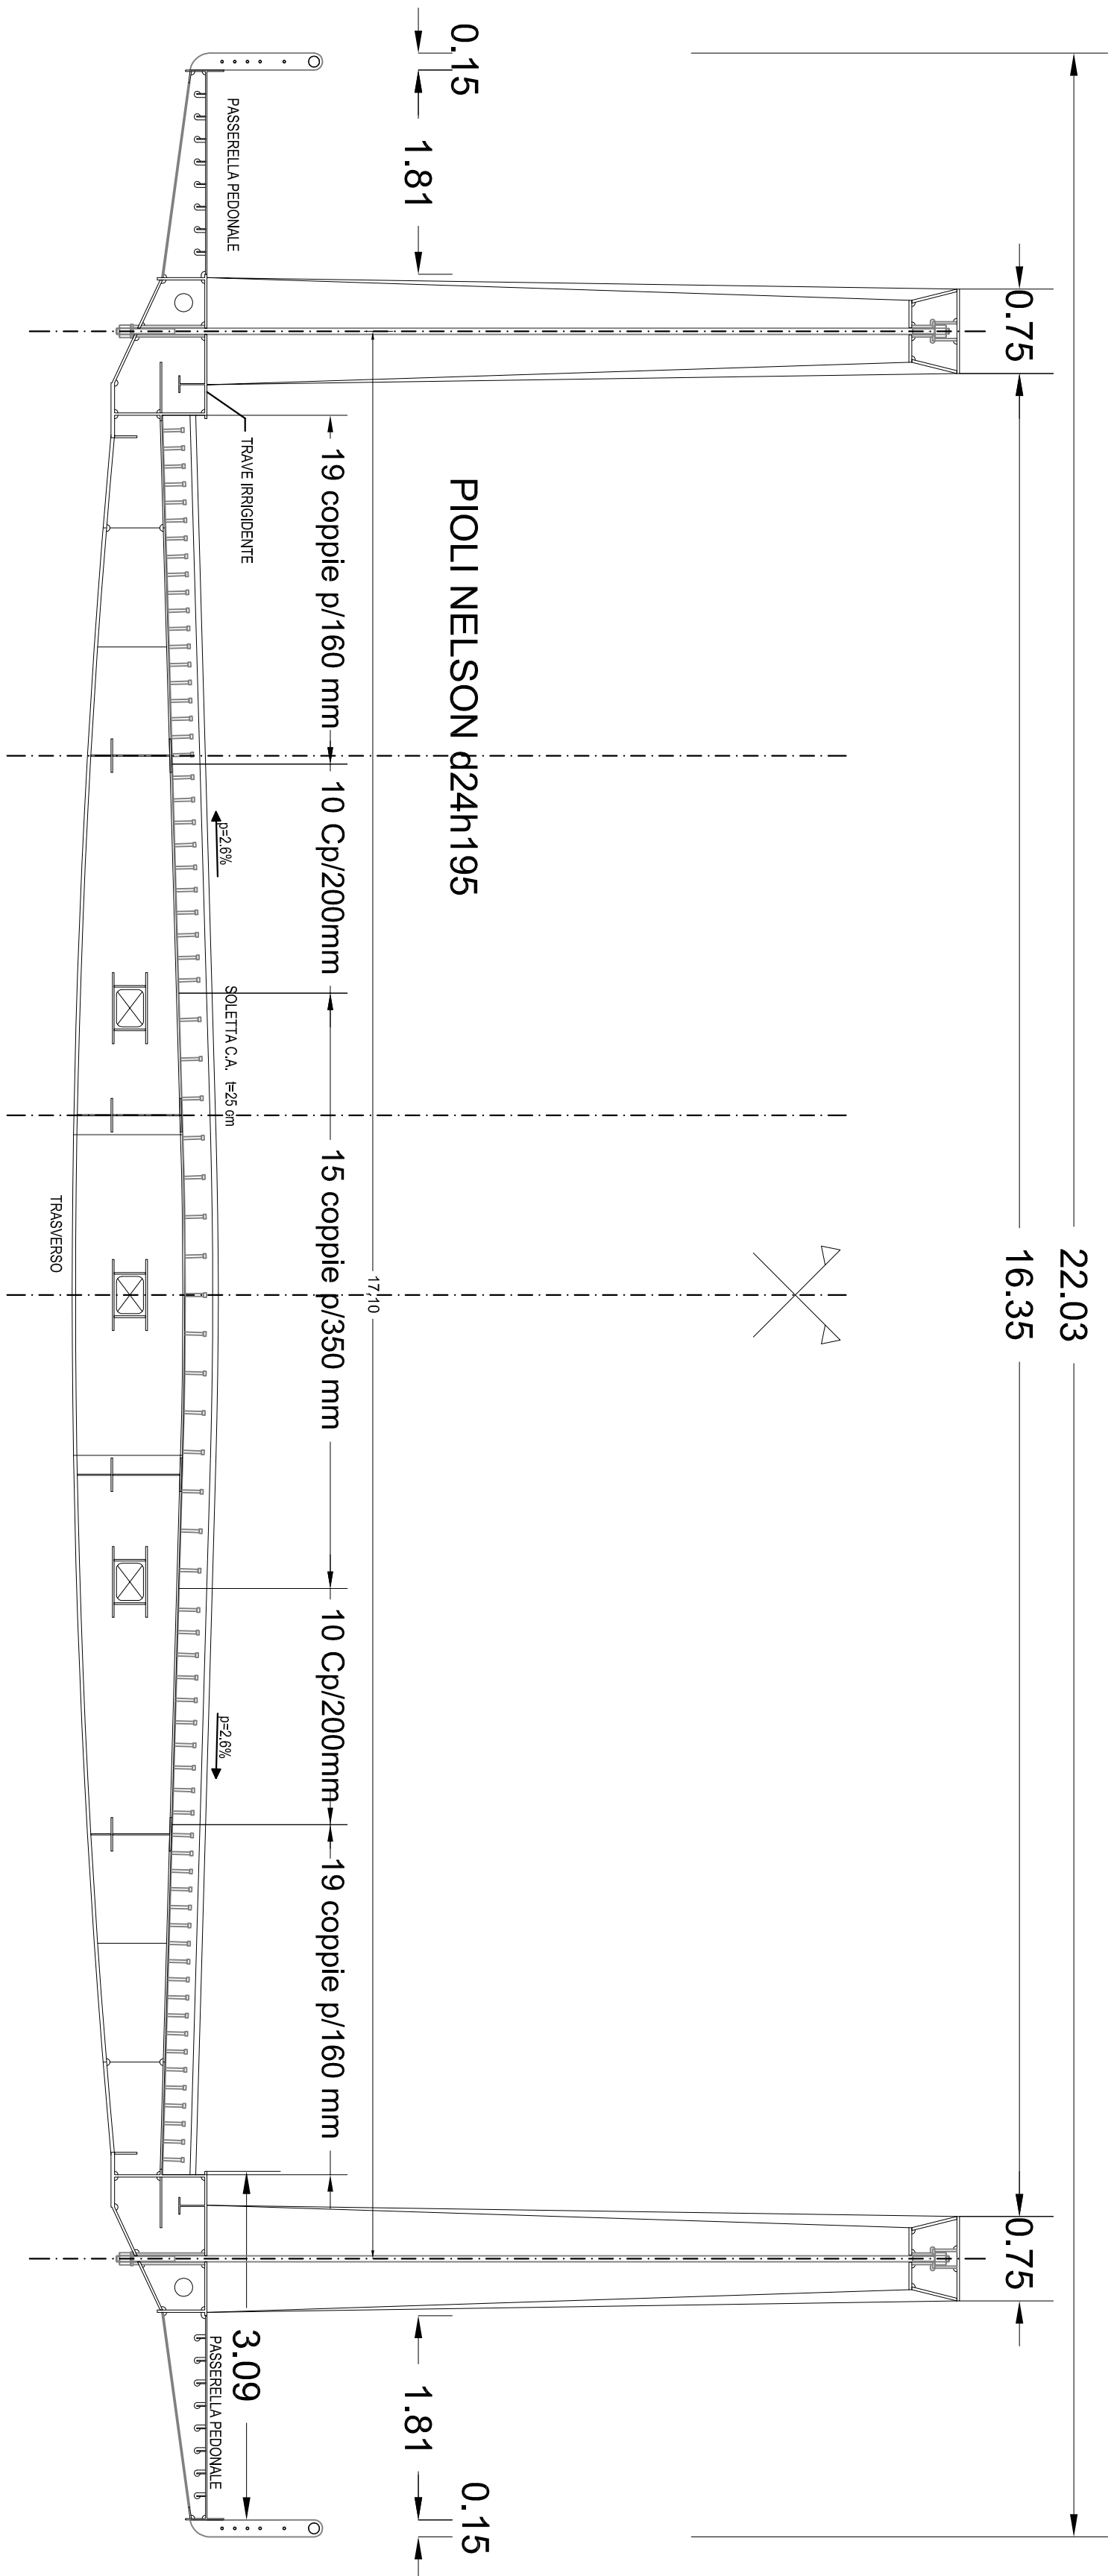 22.03
0.75
16.35
0.75
PIOLI NELSON d24h195
0.15
1.81
1.81
0.15
17.10
19 coppie p/160 mm
10 Cp/200mm
15 coppie p/350 mm
10 Cp/200mm
19 coppie p/160 mm
3.09
PASSERELLA PEDONALE
TRAVE IRRIGIDENTE
p=2.6%
SOLETTA C.A. t=25 cm
p=2.6%
PASSERELLA PEDONALE
TRASVERSO